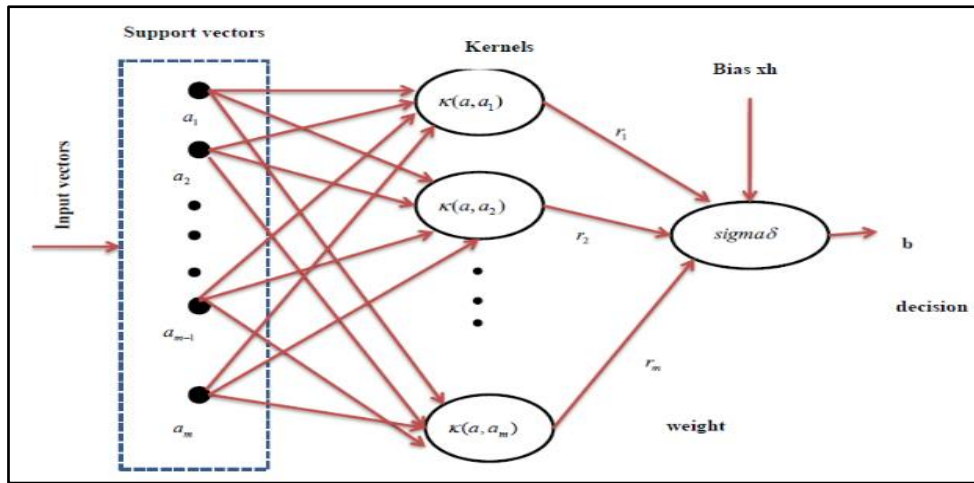 Support vectors
Kernels
Bias xh
Input vectors
a₁
a₂
aₘ₋₁
aₘ
κ(a, a₁)
κ(a, a₂)
κ(a, aₘ)
r₁
r₂
rₘ
weight
sigmaδ
b
decision